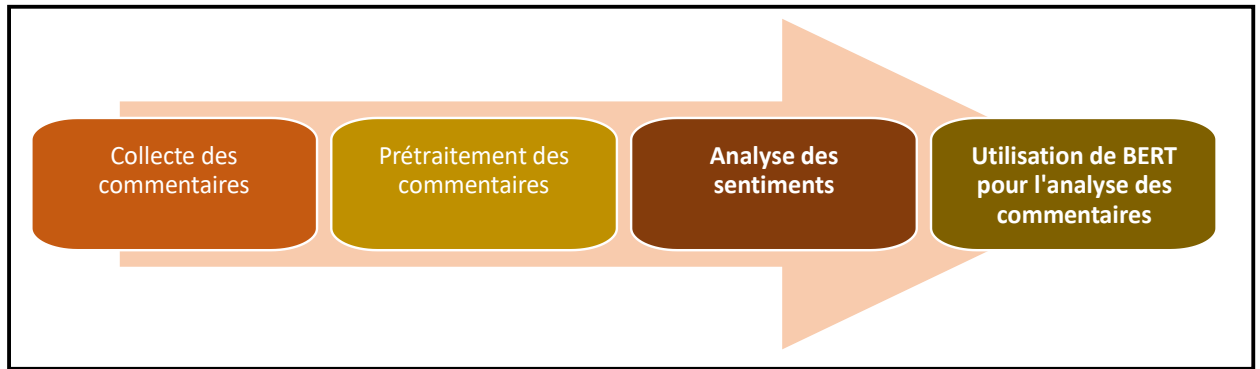 Collecte des
commentaires
Prétraitement des
commentaires
Analyse des
sentiments
Utilisation de BERT
pour l'analyse des
commentaires